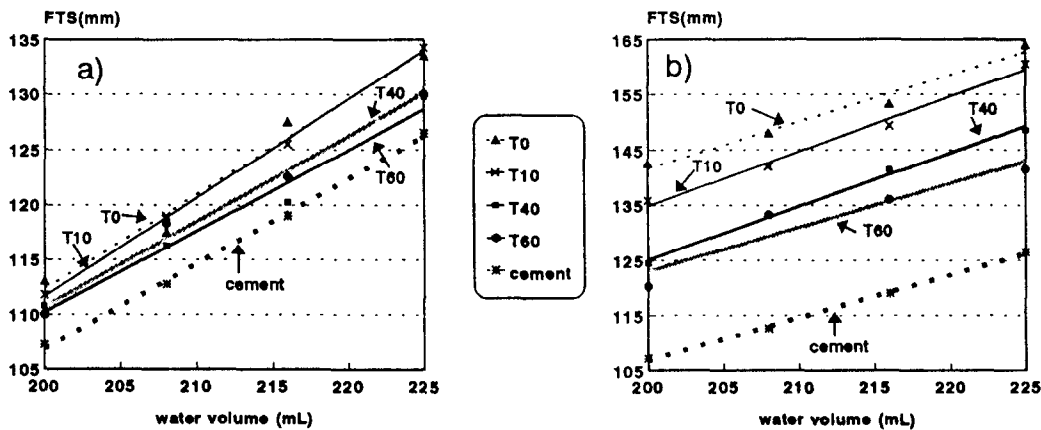 FTS(mm)
135
130
125
120
115
110
105
200
205
210
215
220
225
water volume (mL)
a)
T40
T0
T10
T60
cement
T0
T10
T40
T60
cement
FTS(mm)
165
155
145
135
125
115
105
200
205
210
215
220
225
water volume (mL)
b)
T0
T40
T10
T60
cement